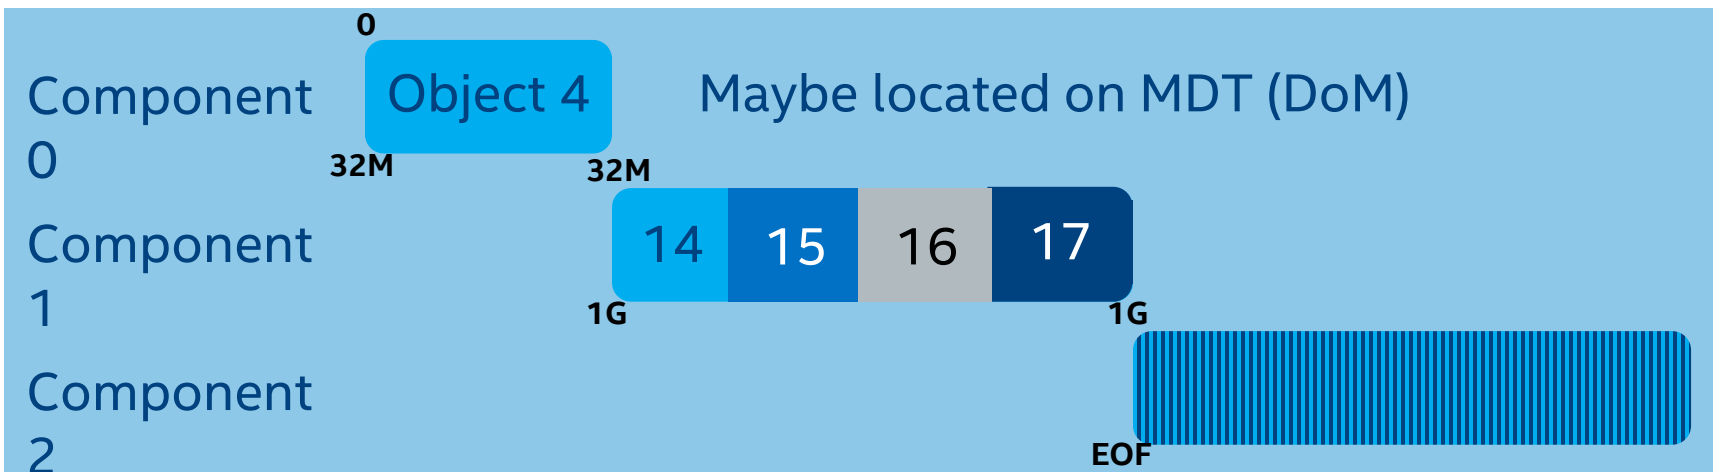 0
Component
0
Object 4
Maybe located on MDT (DoM)
32M
32M
Component
1
14
15
16
17
1G
1G
Component
2
EOF